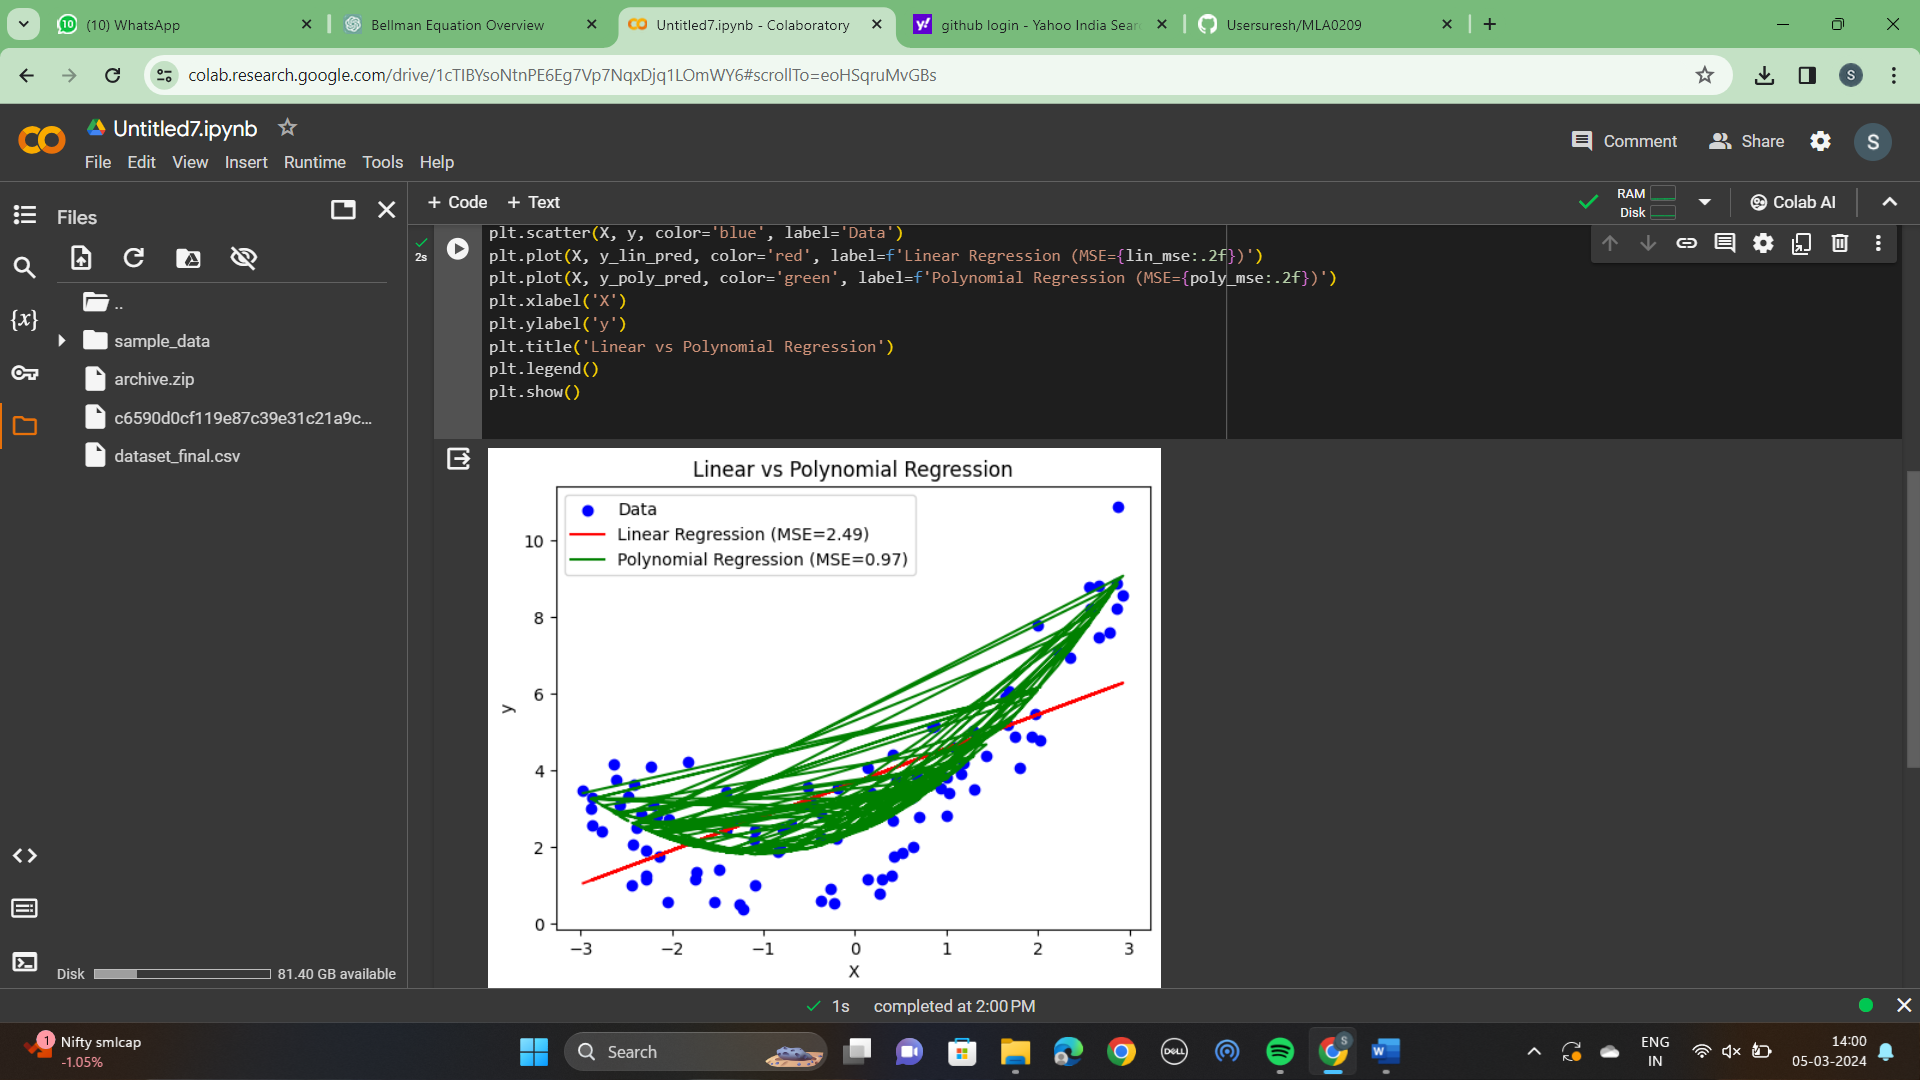 (10) WhatsApp
Bellman Equation Overview
Untitled7.ipynb - Colaboratory
github login - Yahoo India Sear
Usersuresh/MLA0209
colab.research.google.com/drive/1cTIBYsoNtnPE6Eg7Vp7NqxDjq1LOmWY6#scrollTo=eoHSqruMvGBs
S
Untitled7.ipynb
Comment
Share
S
File Edit View Insert Runtime Tools Help
Files
+ Code + Text
RAM
Disk
Colab AI
..
sample_data
archive.zip
c6590d0cf119e87c39e31c21a9c...
dataset_final.csv
{x}
2s
plt.scatter(X, y, color='blue', label='Data')
plt.plot(X, y_lin_pred, color='red', label=f'Linear Regression (MSE={lin_mse:.2f})')
plt.plot(X, y_poly_pred, color='green', label=f'Polynomial Regression (MSE={poly_mse:.2f})')
plt.xlabel('X')
plt.ylabel('y')
plt.title('Linear vs Polynomial Regression')
plt.legend()
plt.show()
Linear vs Polynomial Regression
Data
Linear Regression (MSE=2.49)
Polynomial Regression (MSE=0.97)
10
8
6
4
2
0
y
−3 −2 −1 0 1 2 3
X
Disk 81.40 GB available
1s completed at 2:00 PM
1
Nifty smlcap
-1.05%
Search
DELL
S
W
ENG
IN
14:00
05-03-2024